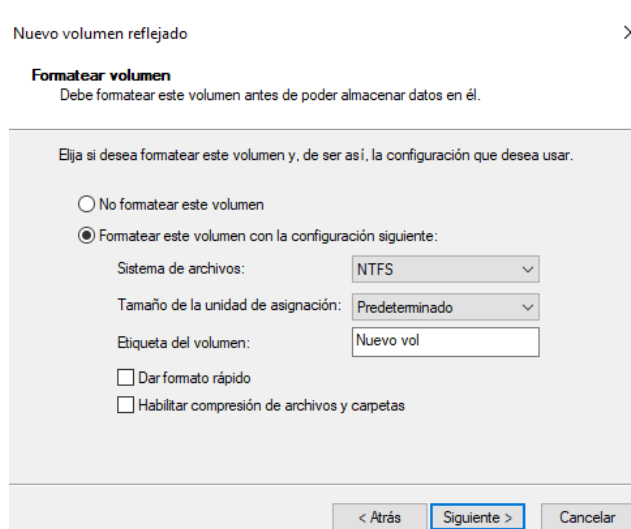 Nuevo volumen reflejado
Formatear volumen
Debe formatear este volumen antes de poder almacenar datos en él.
Elija si desea formatear este volumen y, de ser así, la configuración que desea usar.
No formatear este volumen
Formatear este volumen con la configuración siguiente:
Sistema de archivos: NTFS
Tamaño de la unidad de asignación: Predeterminado
Etiqueta del volumen: Nuevo vol
Dar formato rápido
Habilitar compresión de archivos y carpetas
< Atrás Siguiente > Cancelar